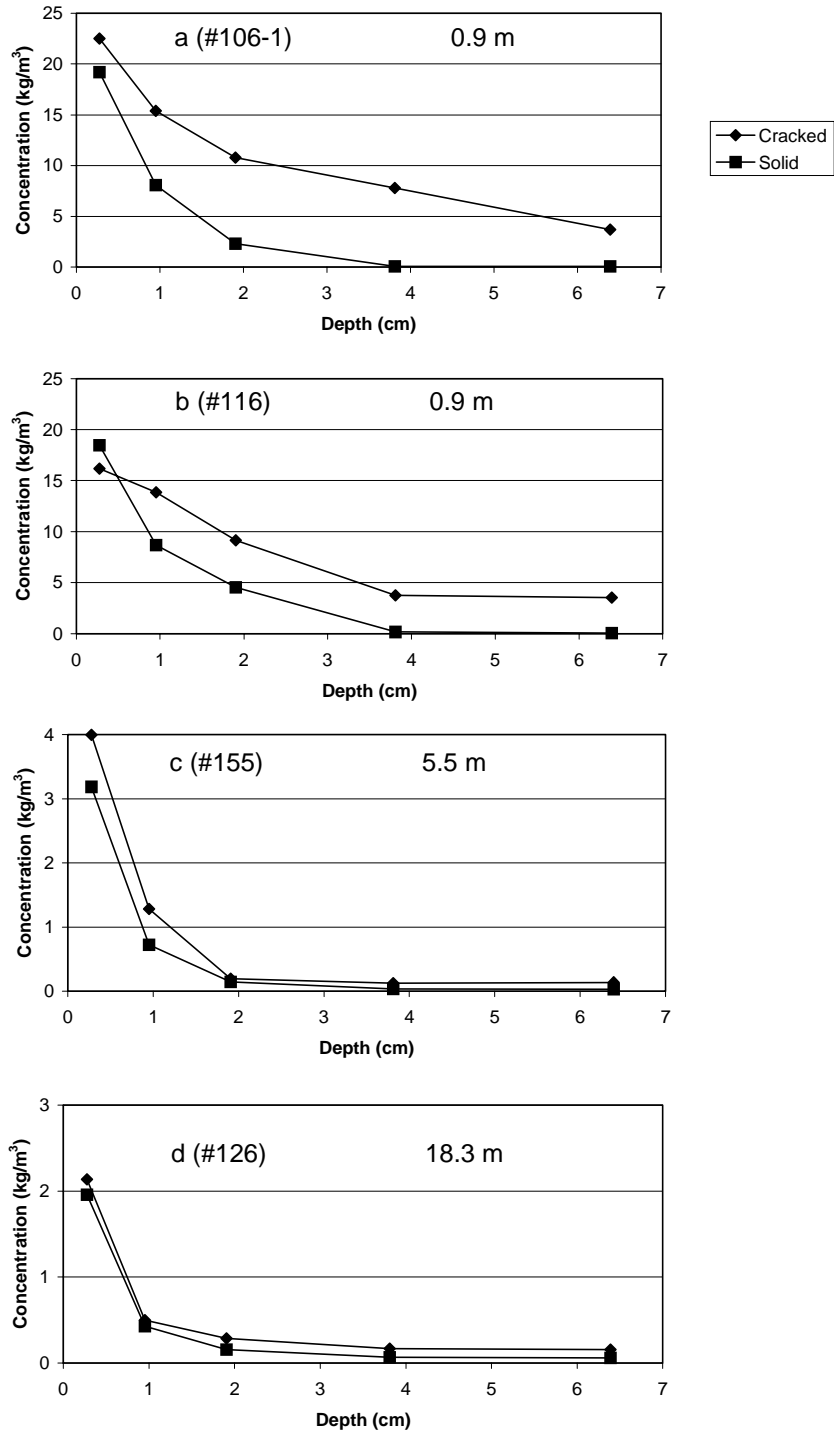 a (#106-1) 0.9 m
Concentration (kg/m³)
25
20
15
10
5
0
0 1 2 3 4 5 6 7
Depth (cm)
Cracked
Solid
b (#116) 0.9 m
Concentration (kg/m³)
25
20
15
10
5
0
0 1 2 3 4 5 6 7
Depth (cm)
c (#155) 5.5 m
Concentration (kg/m³)
4
3
2
1
0
0 1 2 3 4 5 6 7
Depth (cm)
d (#126) 18.3 m
Concentration (kg/m³)
3
2
1
0
0 1 2 3 4 5 6 7
Depth (cm)